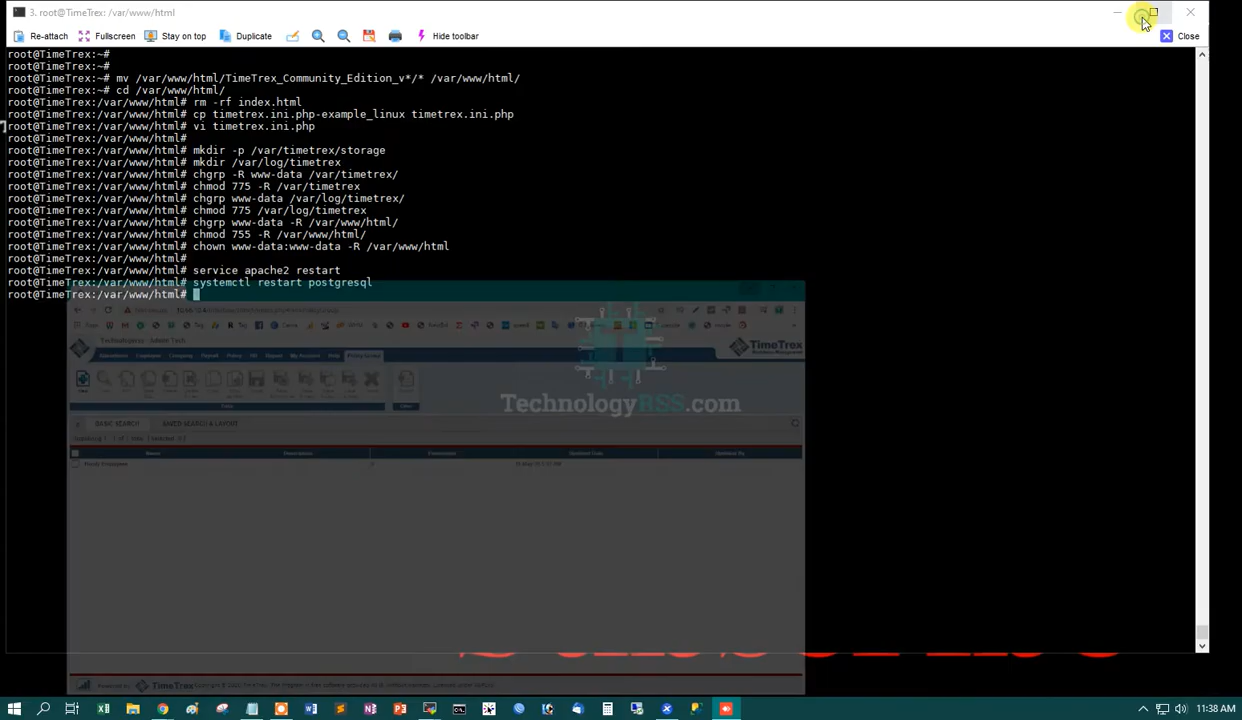 3. root@TimeTrex: /var/www/html
Re-attach Fullscreen Stay on top Duplicate Hide toolbar Close
root@TimeTrex:~#
root@TimeTrex:~#
root@TimeTrex:~# mv /var/www/html/TimeTrex_Community_Edition_v*/* /var/www/html/
root@TimeTrex:~# cd /var/www/html/
root@TimeTrex:/var/www/html# rm -rf index.html
root@TimeTrex:/var/www/html# cp timetrex.ini.php-example_linux timetrex.ini.php
root@TimeTrex:/var/www/html# vi timetrex.ini.php
root@TimeTrex:/var/www/html#
root@TimeTrex:/var/www/html# mkdir -p /var/timetrex/storage
root@TimeTrex:/var/www/html# mkdir /var/log/timetrex
root@TimeTrex:/var/www/html# chgrp -R www-data /var/timetrex/
root@TimeTrex:/var/www/html# chmod 775 -R /var/timetrex
root@TimeTrex:/var/www/html# chgrp www-data /var/log/timetrex/
root@TimeTrex:/var/www/html# chmod 775 /var/log/timetrex
root@TimeTrex:/var/www/html# chgrp www-data -R /var/www/html/
root@TimeTrex:/var/www/html# chmod 755 -R /var/www/html/
root@TimeTrex:/var/www/html# chown www-data:www-data -R /var/www/html
root@TimeTrex:/var/www/html#
root@TimeTrex:/var/www/html# service apache2 restart
root@TimeTrex:/var/www/html# systemctl restart postgresql
root@TimeTrex:/var/www/html#
TimeTrex
TechnologyRSS.com
BASIC SEARCH SAVED SEARCH & LAYOUT
TimeTrex
11:38 AM